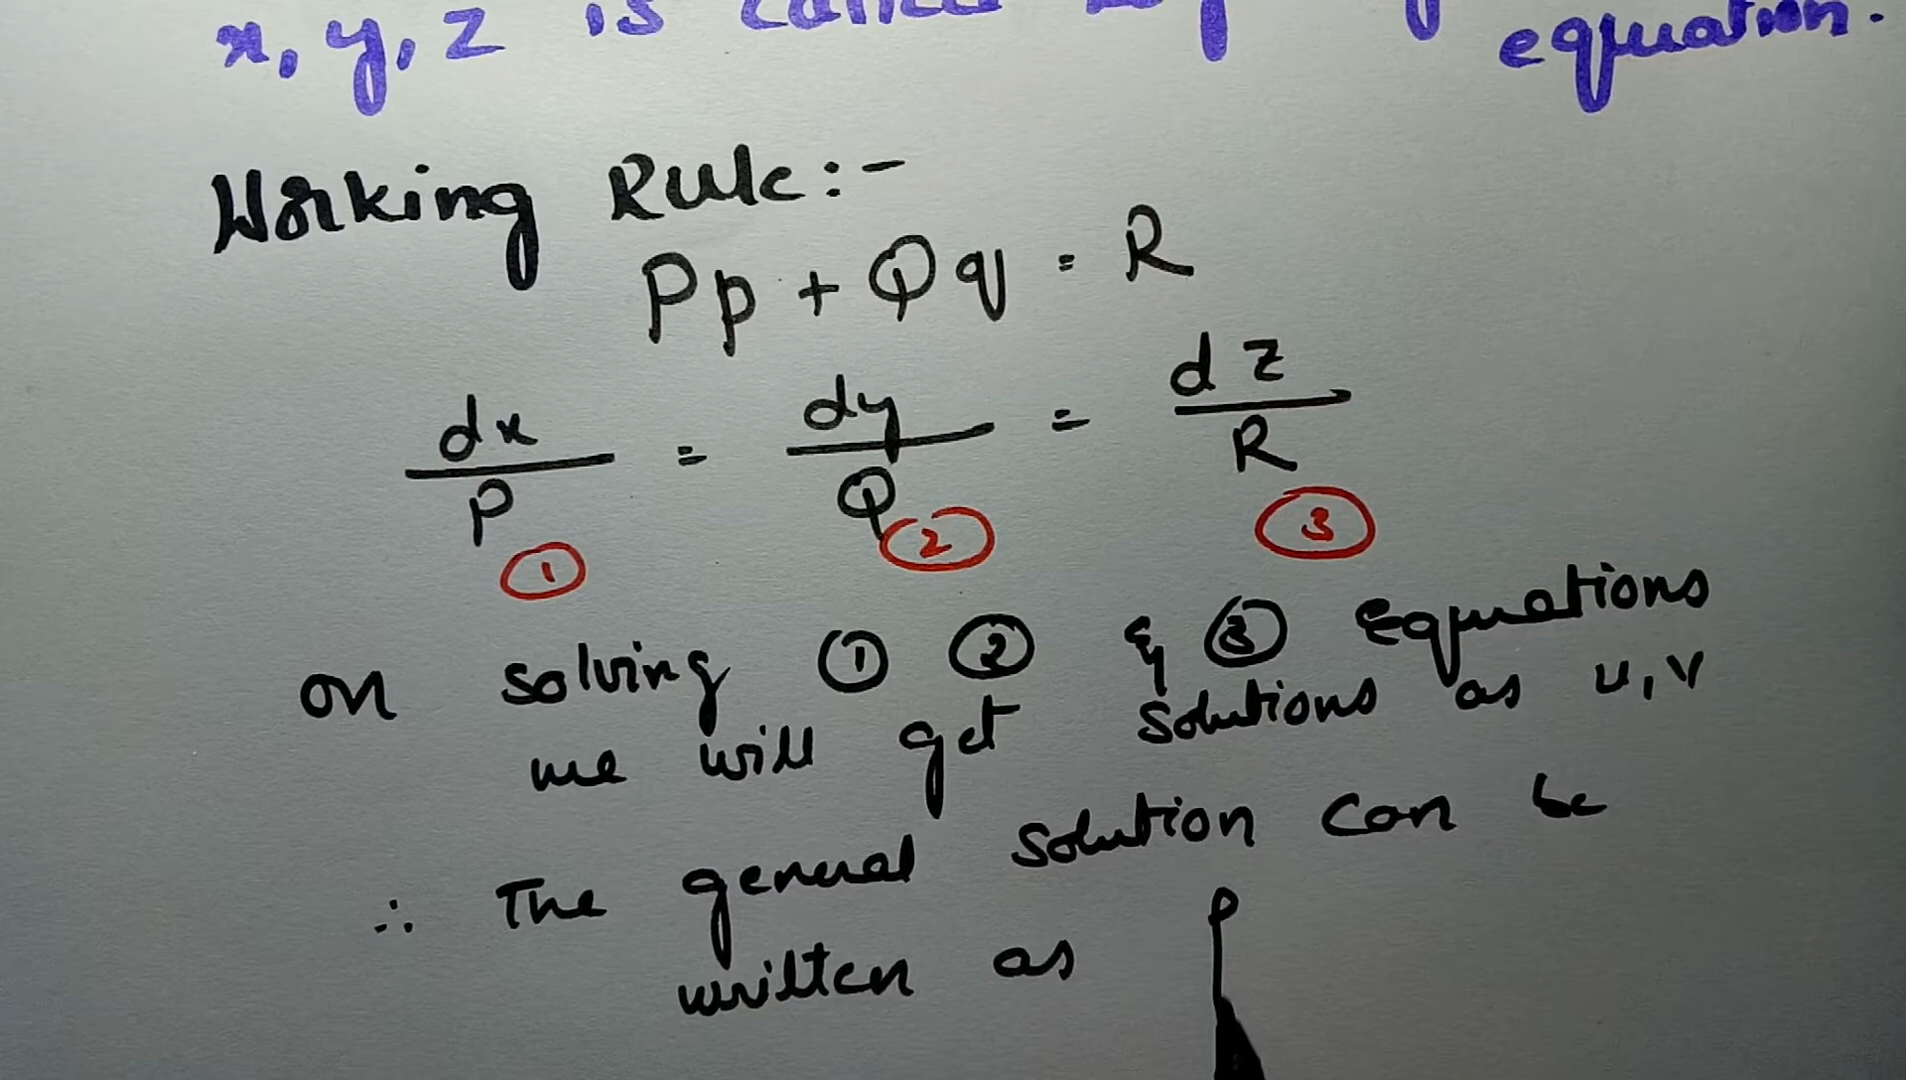 x, y, z is called
equation.
Working Rule:-
Pp + Qq = R
dx/P = dy/Q = dz/R
① ② ③
on solving ① ② & ③ equations
we will get solutions as u, v
∴ The general solution can be
written as